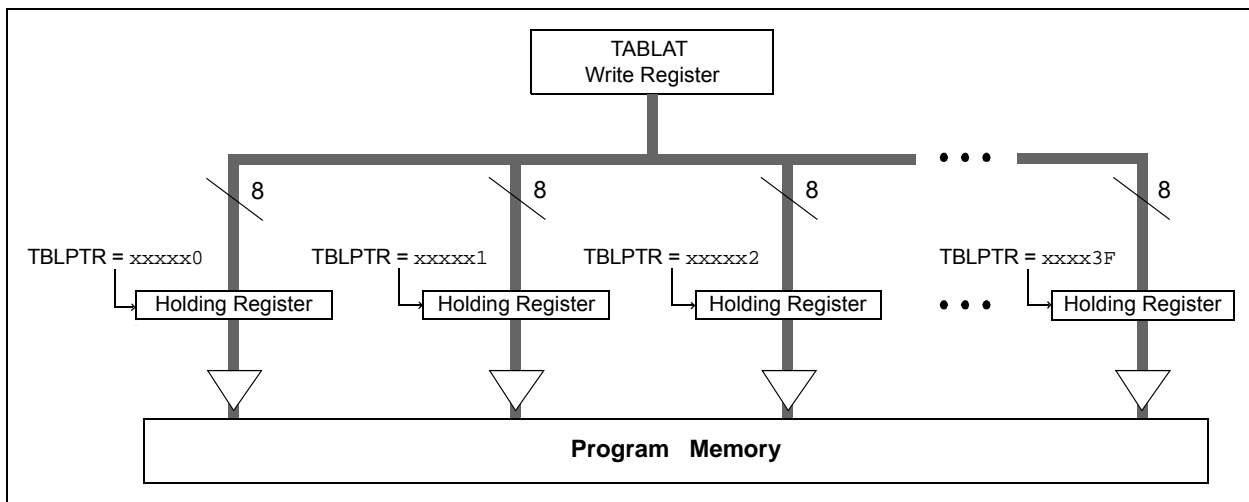 TABLAT
Write Register
• • •
8 8 8 8
TBLPTR = xxxxx0 TBLPTR = xxxxx1 TBLPTR = xxxxx2 TBLPTR = xxxx3F
Holding Register Holding Register Holding Register • • • Holding Register
Program Memory